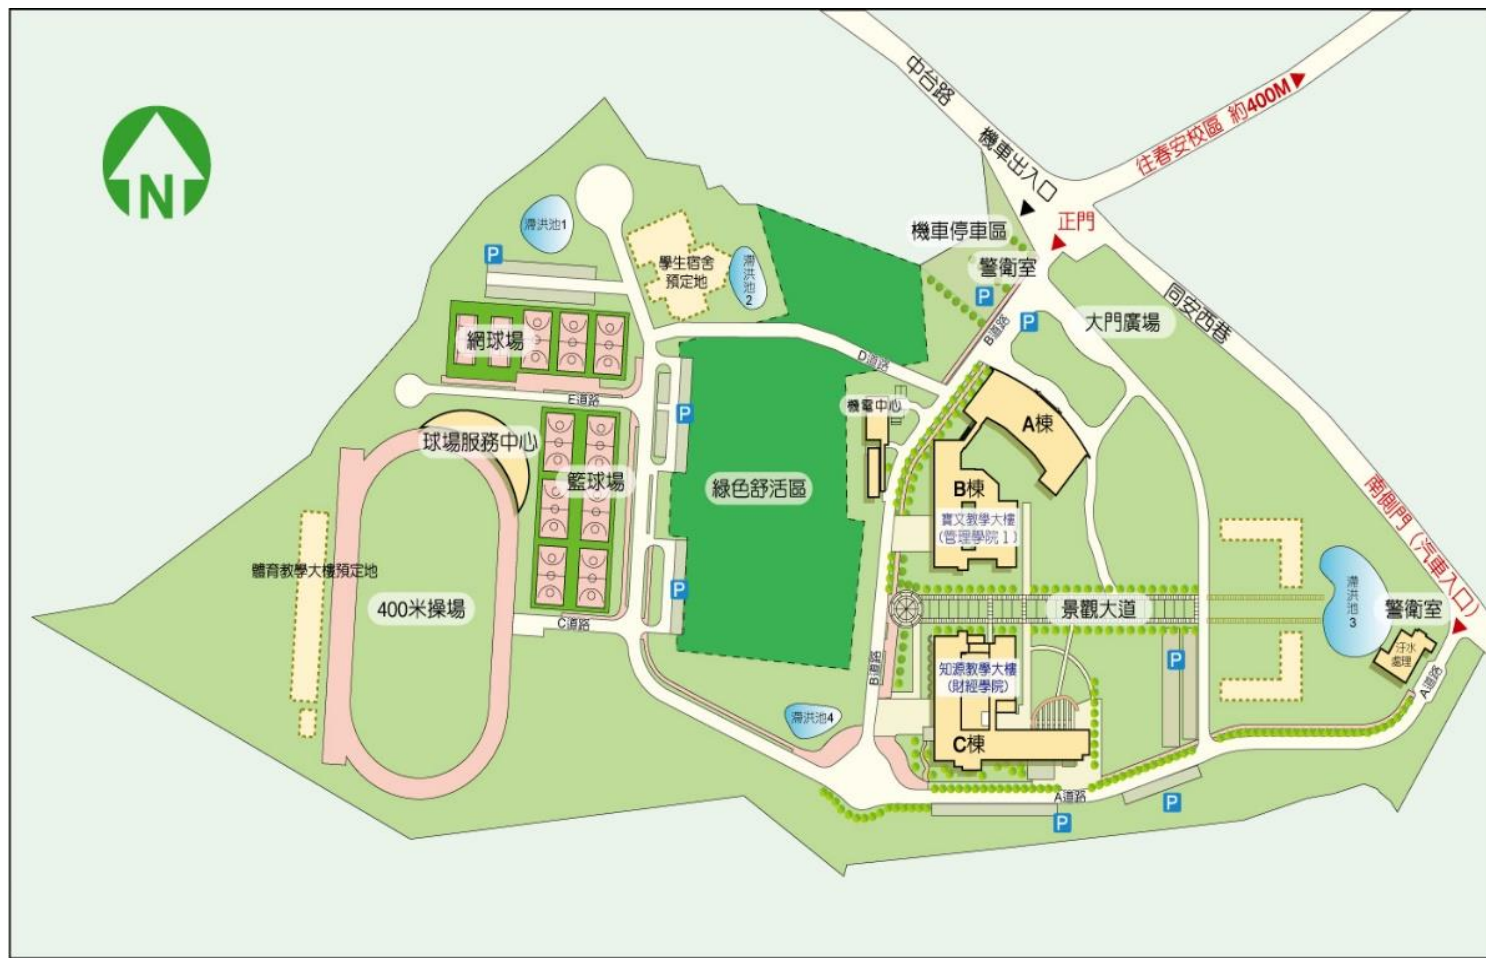 中台路
往春安校區 約400M
機車出入口
N
正門
滯洪池1
機車停車區
P
學生宿舍
預定地
滯洪池2
警衛室
P
同安西巷
P
大門廣場
B道路
網球場
D道路
E道路
機電中心
P
A棟
球場服務中心
籃球場
綠色舒活區
B棟
南側門(汽車入口)
寶文教學大樓
(管理學院1)
體育教學大樓預定地
P
400米操場
景觀大道
滯洪池3
警衛室
C道路
汙水
處理
P
B道路
知源教學大樓
(財經學院)
A道路
滯洪池4
C棟
A道路
P
P